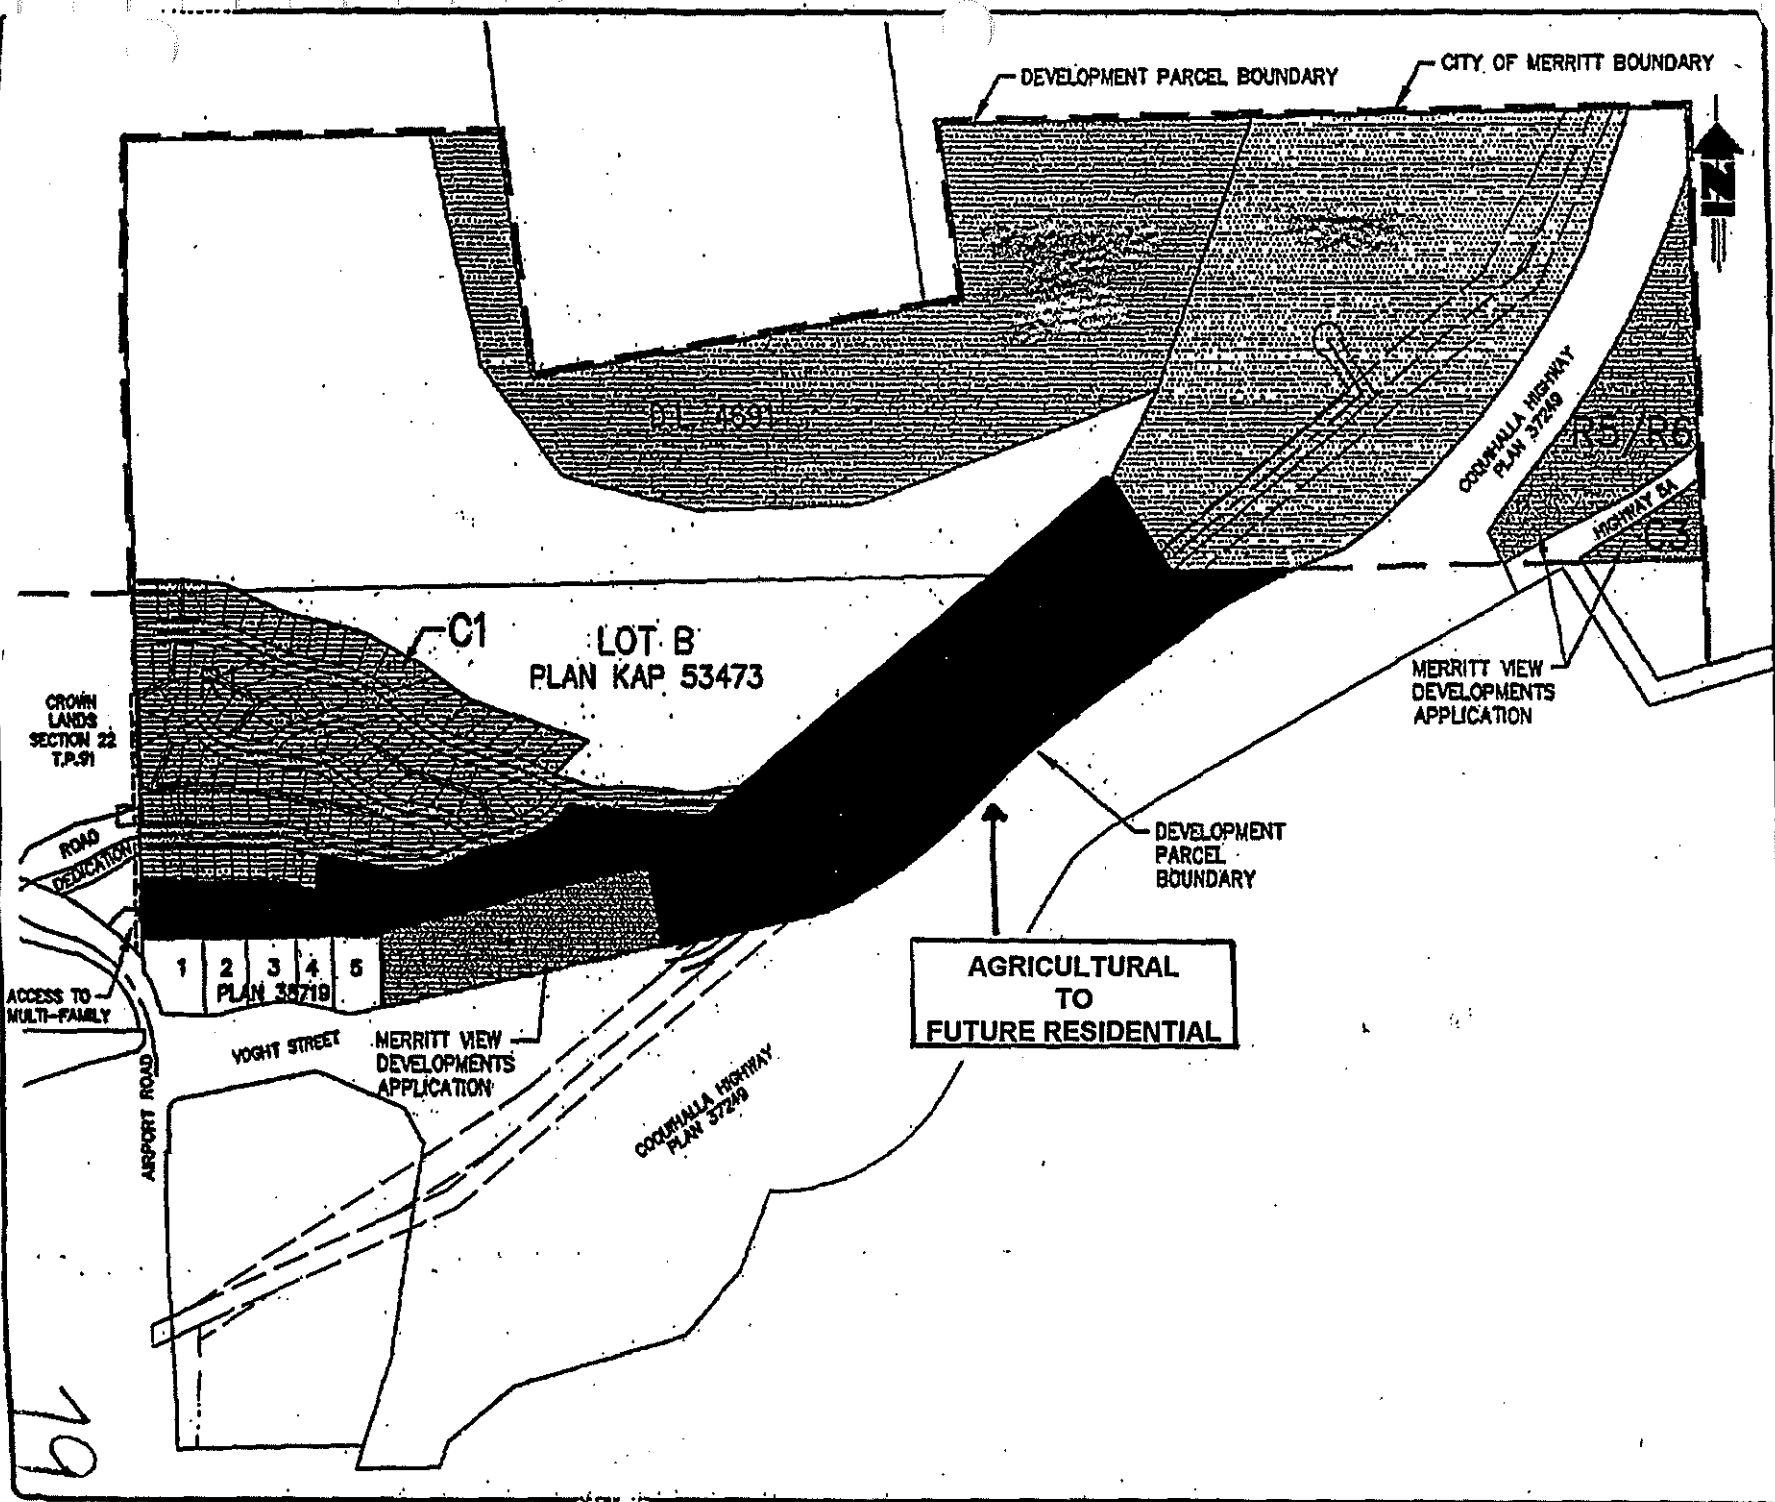 DEVELOPMENT PARCEL BOUNDARY
CITY OF MERRITT BOUNDARY
N
D.L. 4691
COQUIHALLA HIGHWAY
PLAN 37249
R5/R6
HIGHWAY 5A
C3
C1
LOT B
PLAN KAP 53473
R1
CROWN
LANDS
SECTION 22
T.P.91
MERRITT VIEW
DEVELOPMENTS
APPLICATION
ROAD
DEDICATION
DEVELOPMENT
PARCEL
BOUNDARY
1 2 3 4 5
PLAN 38719
ACCESS TO
MULTI-FAMILY
AGRICULTURAL
TO
FUTURE RESIDENTIAL
VOGHT STREET
MERRITT VIEW
DEVELOPMENTS
APPLICATION
AIRPORT ROAD
COQUIHALLA HIGHWAY
PLAN 37249
79